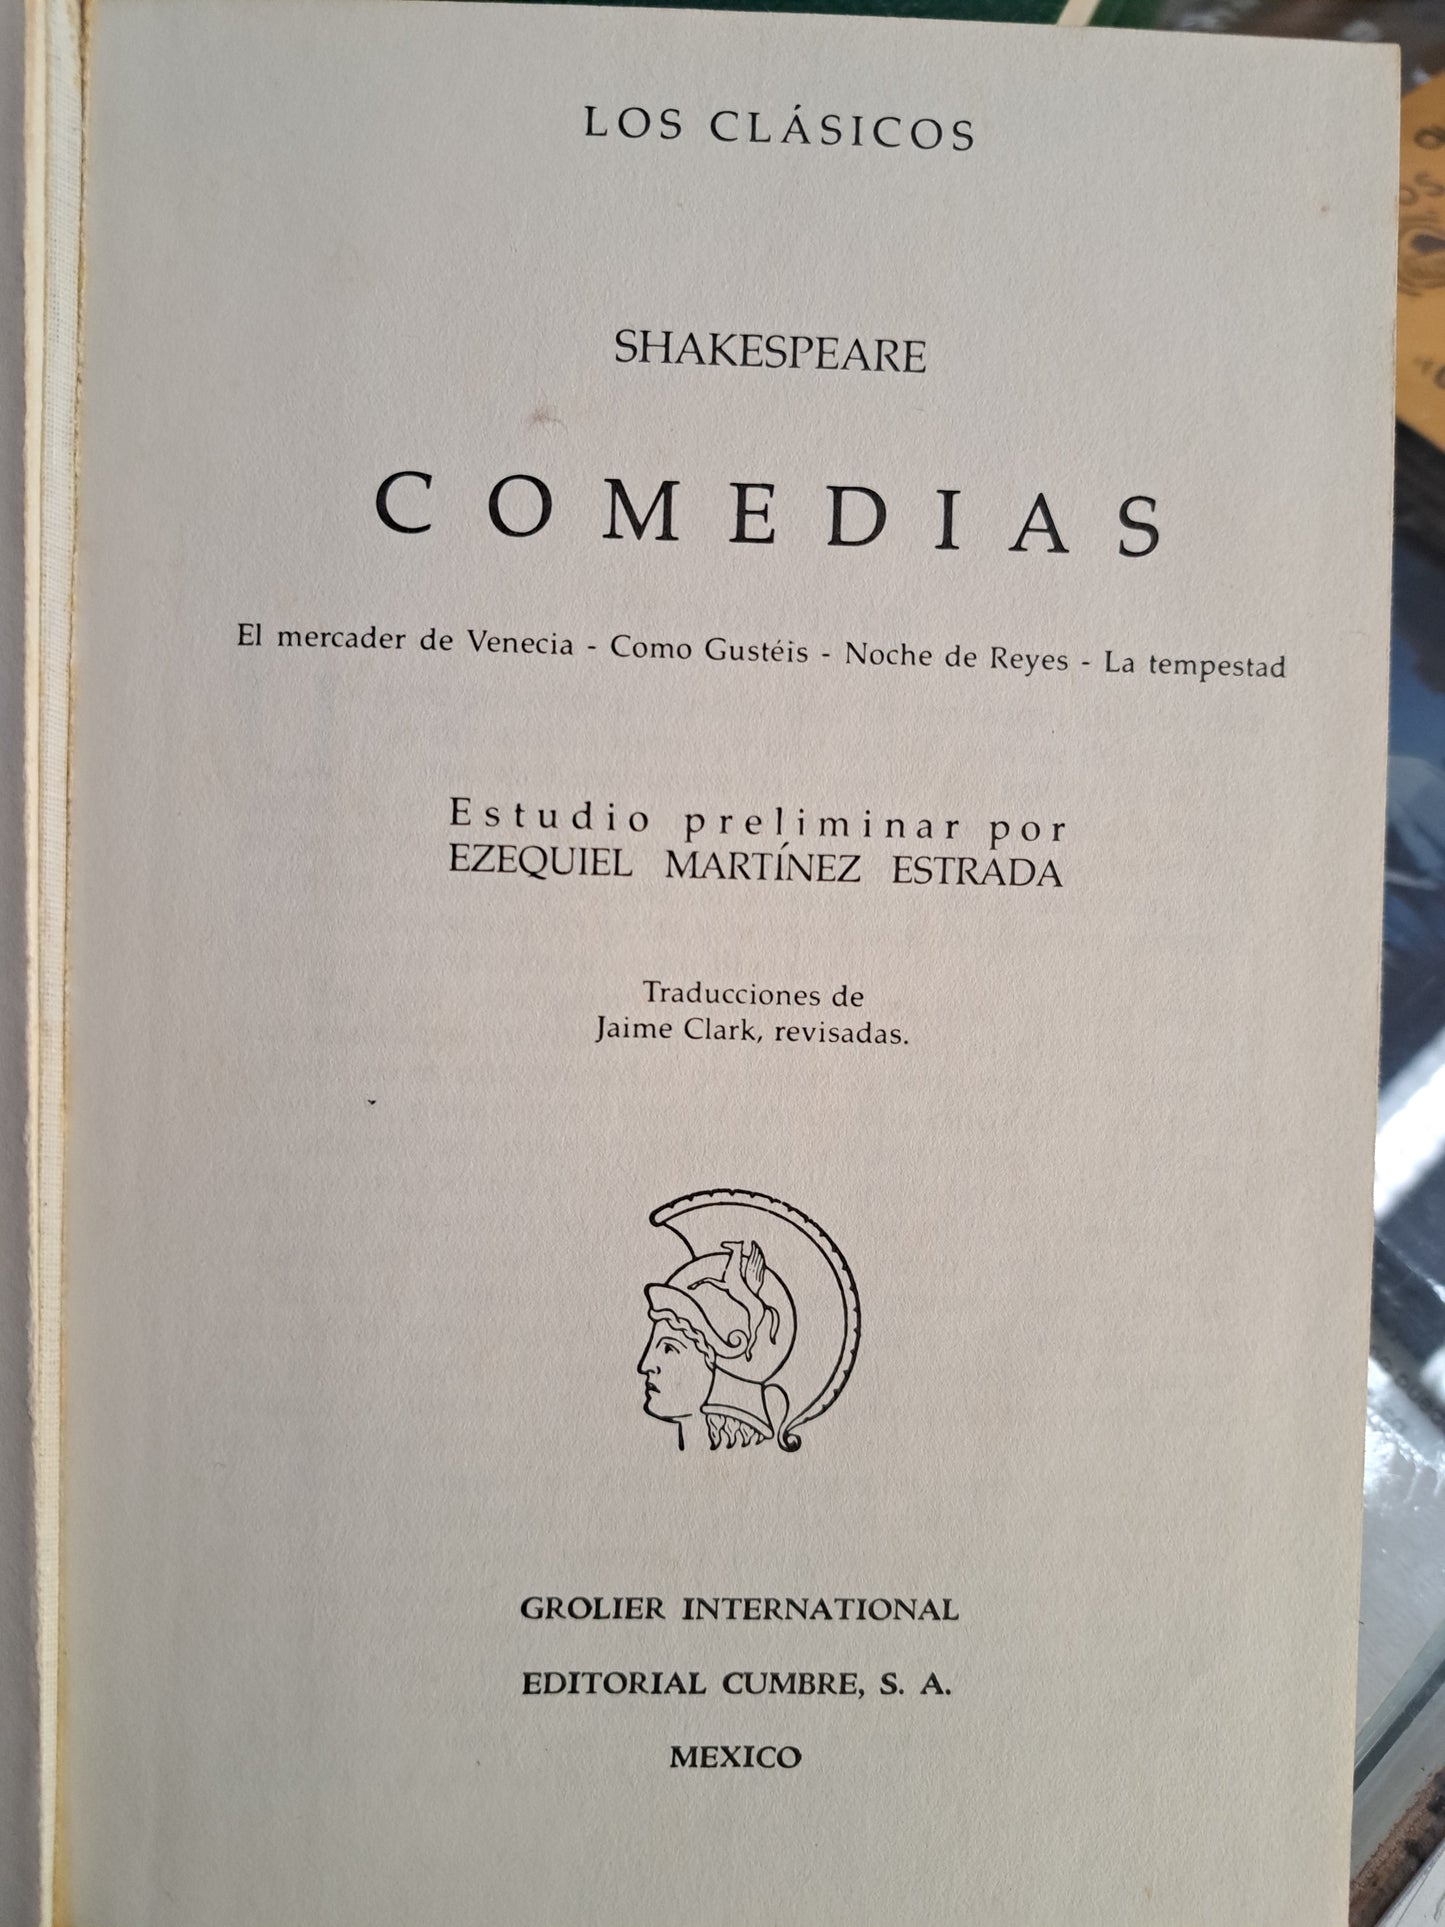 LOS CLÁSICOS
SHAKESPEARE
COMEDIAS
El mercader de Venecia - Como Gustéis - Noche de Reyes - La tempestad
Estudio preliminar por
EZEQUIEL MARTÍNEZ ESTRADA
Traducciones de
Jaime Clark, revisadas.
GROLIER INTERNATIONAL
EDITORIAL CUMBRE, S. A.
MEXICO